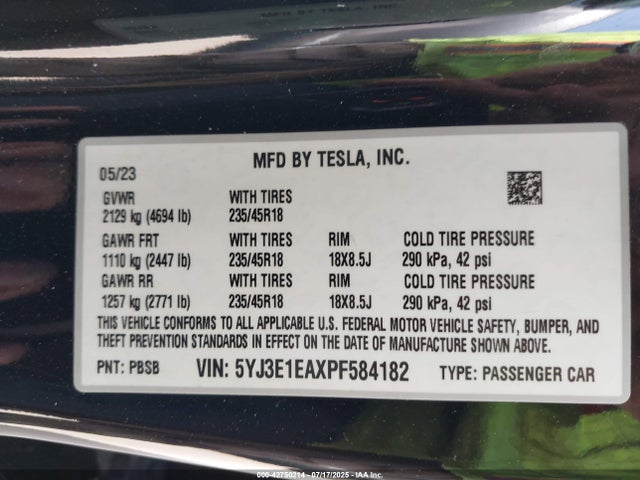 MFD BY TESLA, INC.
05/23
GVWR WITH TIRES
2129 kg (4694 lb) 235/45R18
GAWR FRT WITH TIRES RIM COLD TIRE PRESSURE
1110 kg (2447 lb) 235/45R18 18X8.5J 290 kPa, 42 psi
GAWR RR WITH TIRES RIM COLD TIRE PRESSURE
1257 kg (2771 lb) 235/45R18 18X8.5J 290 kPa, 42 psi
THIS VEHICLE CONFORMS TO ALL APPLICABLE U.S. FEDERAL MOTOR VEHICLE SAFETY, BUMPER, AND
THEFT PREVENTION STANDARDS IN EFFECT ON THE DATE OF MANUFACTURE SHOWN ABOVE.
PNT: PBSB VIN: 5YJ3E1EAXPF584182 TYPE: PASSENGER CAR
000-42750214 - 07/17/2025 - IAA Inc.